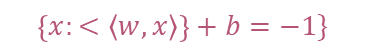 {x: < ⟨w, x⟩} + b = −1}